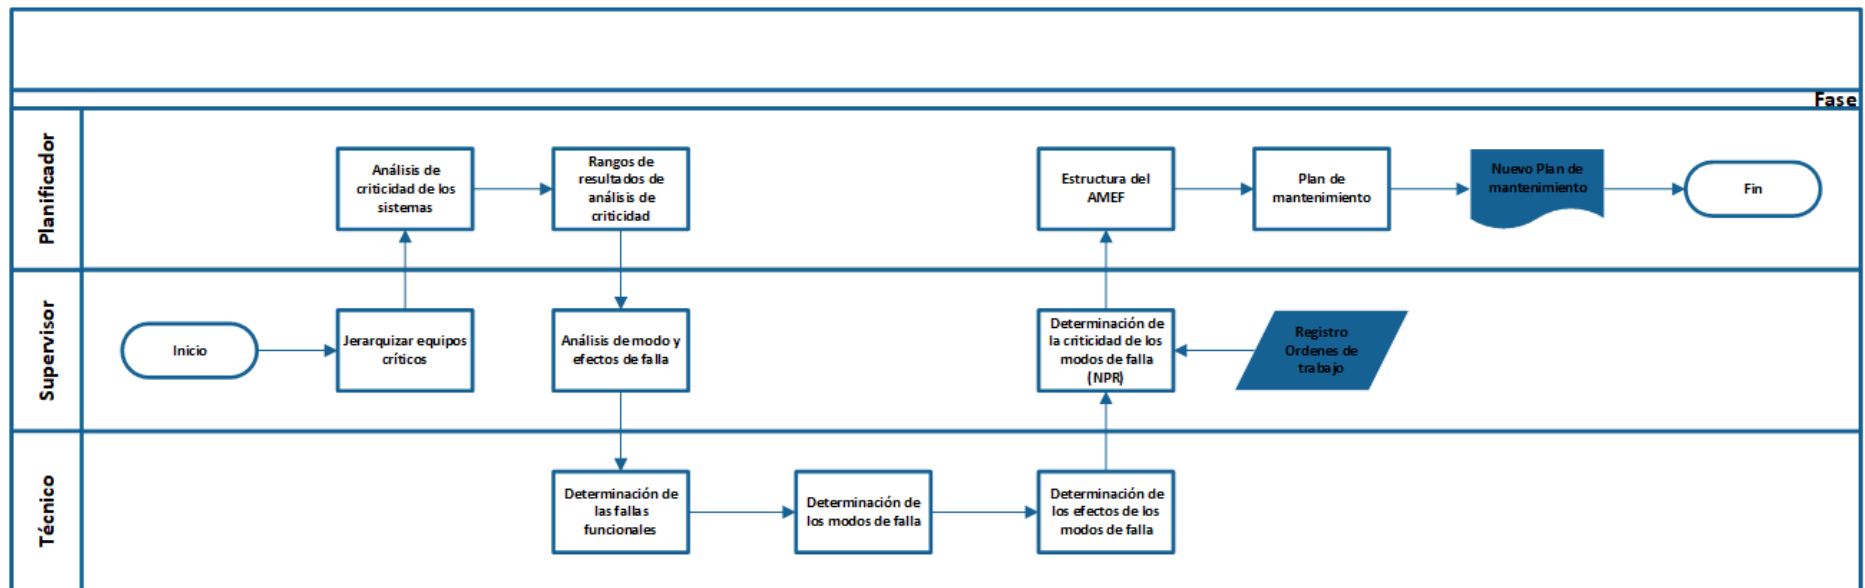 Fase
Planificador
Análisis de
criticidad de los
sistemas
Rangos de
resultados de
análisis de
criticidad
Estructura del
AMEF
Plan de
mantenimiento
Nuevo Plan de
mantenimiento
Fin
Supervisor
Inicio
Jerarquizar equipos
críticos
Análisis de modo y
efectos de falla
Determinación de
la criticidad de los
modos de falla
(NPR)
Registro
Ordenes de
trabajo
Técnico
Determinación de
las fallas
funcionales
Determinación de
los modos de falla
Determinación de
los efectos de los
modos de falla